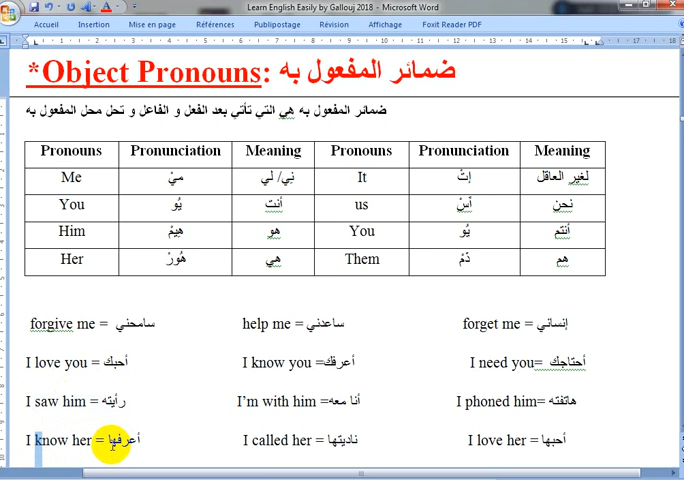 Learn English Easily by Gallouj 2018 - Microsoft Word
Accueil Insertion Mise en page Références Publipostage Révision Affichage Foxit Reader PDF
*Object Pronouns: ضمائر المفعول به
ضمائر المفعول به هي التي تأتي بعد الفعل و الفاعل و تحل محل المفعول به
Pronouns Pronunciation Meaning Pronouns Pronunciation Meaning
Me ميْ نِي/ لي It إتْ لغير العاقل
You يُو أنت us أسْ نحن
Him هِيمْ هو You يُو أنتم
Her هُورْ هي Them دَمْ هم
forgive me = سامحني help me = ساعدني forget me = إنساني
I love you = أحبك I know you =أعرفك I need you= أحتاجك
I saw him = رأيته I'm with him =أنا معه I phoned him= هاتفته
I know her = أعرفها I called her = ناديتها I love her = أحبها